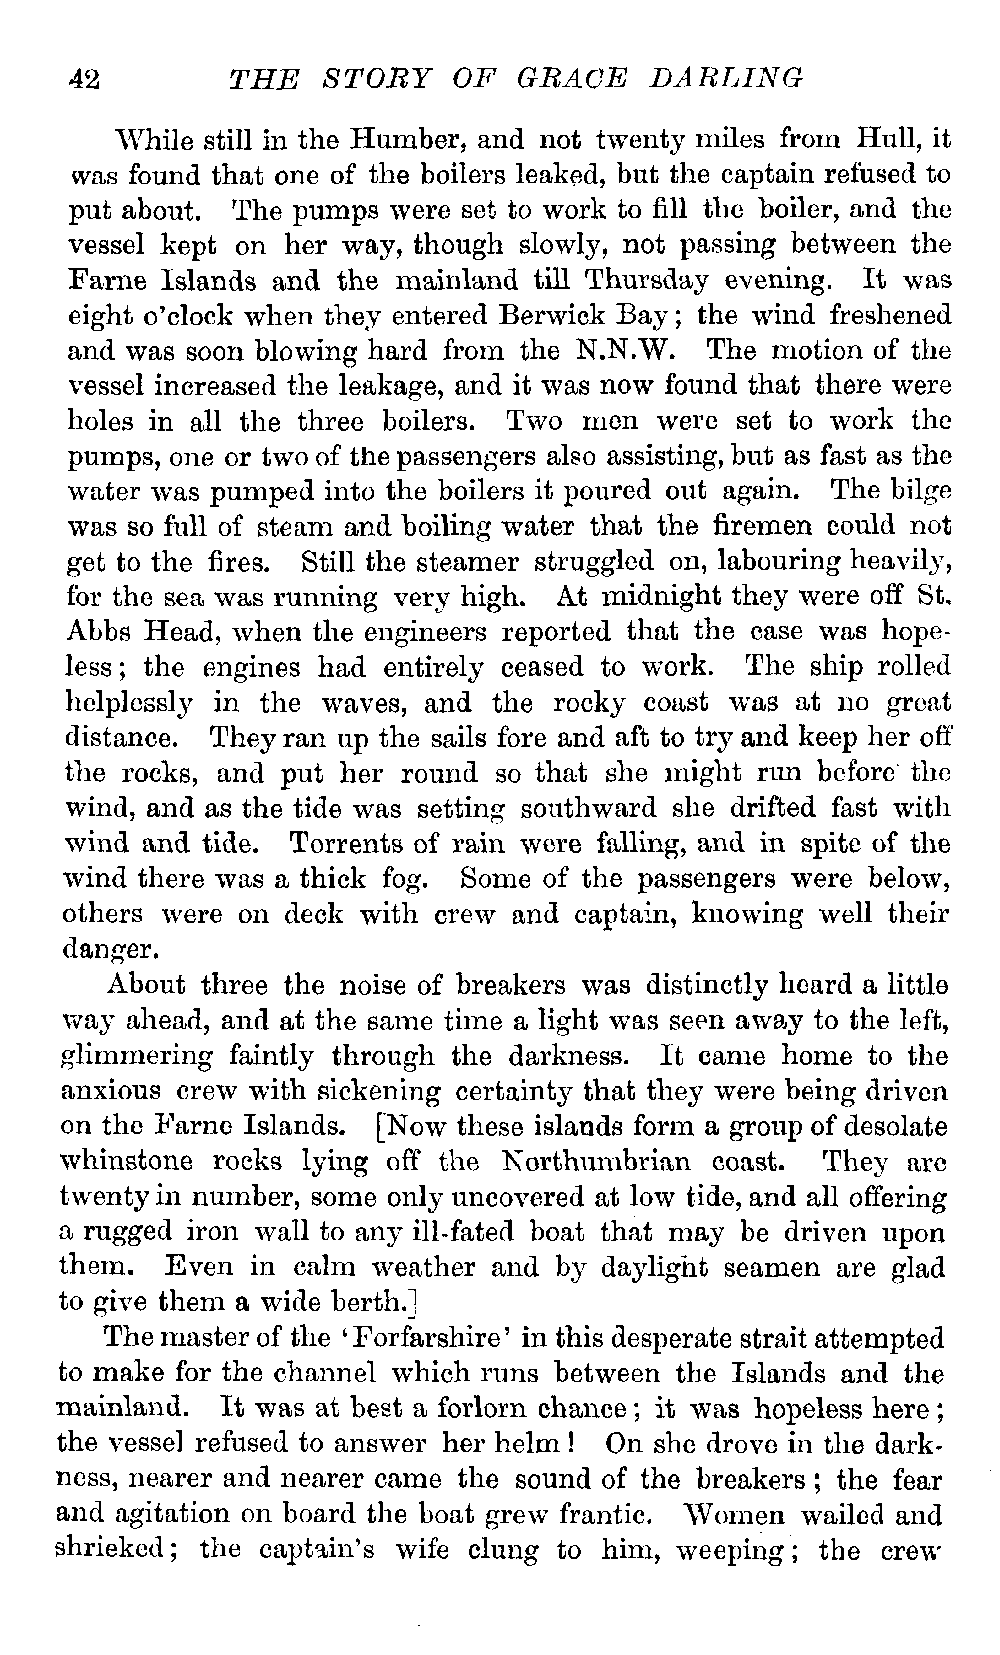 42 THE STORY OF GRACE DARLING
While still in the Humber, and not twenty miles from Hull, it
was found that one of the boilers leaked, but the captain refused to
put about. The pumps were set to work to fill the boiler, and the
vessel kept on her way, though slowly, not passing between the
Farne Islands and the mainland till Thursday evening. It was
eight o'clock when they entered Berwick Bay; the wind freshened
and was soon blowing hard from the N.N.W. The motion of the
vessel increased the leakage, and it was now found that there were
holes in all the three boilers. Two men were set to work the
pumps, one or two of the passengers also assisting, but as fast as the
water was pumped into the boilers it poured out again. The bilge
was so full of steam and boiling water that the firemen could not
get to the fires. Still the steamer struggled on, labouring heavily,
for the sea was running very high. At midnight they were off St.
Abbs Head, when the engineers reported that the case was hope-
less; the engines had entirely ceased to work. The ship rolled
helplessly in the waves, and the rocky coast was at no great
distance. They ran up the sails fore and aft to try and keep her off
the rocks, and put her round so that she might run before the
wind, and as the tide was setting southward she drifted fast with
wind and tide. Torrents of rain were falling, and in spite of the
wind there was a thick fog. Some of the passengers were below,
others were on deck with crew and captain, knowing well their
danger.
About three the noise of breakers was distinctly heard a little
way ahead, and at the same time a light was seen away to the left,
glimmering faintly through the darkness. It came home to the
anxious crew with sickening certainty that they were being driven
on the Farne Islands. [Now these islands form a group of desolate
whinstone rocks lying off the Northumbrian coast. They are
twenty in number, some only uncovered at low tide, and all offering
a rugged iron wall to any ill-fated boat that may be driven upon
them. Even in calm weather and by daylight seamen are glad
to give them a wide berth.]
The master of the 'Forfarshire' in this desperate strait attempted
to make for the channel which runs between the Islands and the
mainland. It was at best a forlorn chance; it was hopeless here;
the vessel refused to answer her helm! On she drove in the dark-
ness, nearer and nearer came the sound of the breakers; the fear
and agitation on board the boat grew frantic. Women wailed and
shrieked; the captain's wife clung to him, weeping; the crew